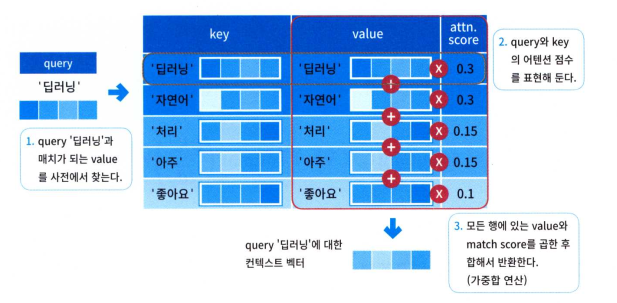 query
'딥러닝'
1. query '딥러닝'과
매치가 되는 value
를 사전에서 찾는다.
key value attn.
score
'딥러닝' '딥러닝' X 0.3
+
'자연어' '자연어' X 0.3
+
'처리' '처리' X 0.15
+
'아주' '아주' X 0.15
+
'좋아요' '좋아요' X 0.1
2. query와 key
의 어텐션 점수
를 표현해 둔다.
query '딥러닝'에 대한
컨텍스트 벡터
3. 모든 행에 있는 value와
match score를 곱한 후
합해서 반환한다.
(가중합 연산)